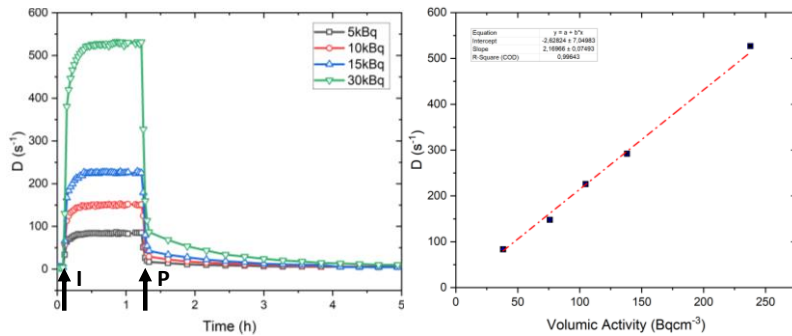 600
500
400
300
200
100
0
D (s⁻¹)
0 1 2 3 4 5
Time (h)
5kBq
10kBq
15kBq
30kBq
I
P
600
500
400
300
200
100
0
D (s⁻¹)
0 50 100 150 200 250
Volumic Activity (Bqcm⁻³)
Equation y = a + b*x
Intercept -2,62824 ± 7,04983
Slope 2,16966 ± 0,07493
R-Square (COD) 0,99643